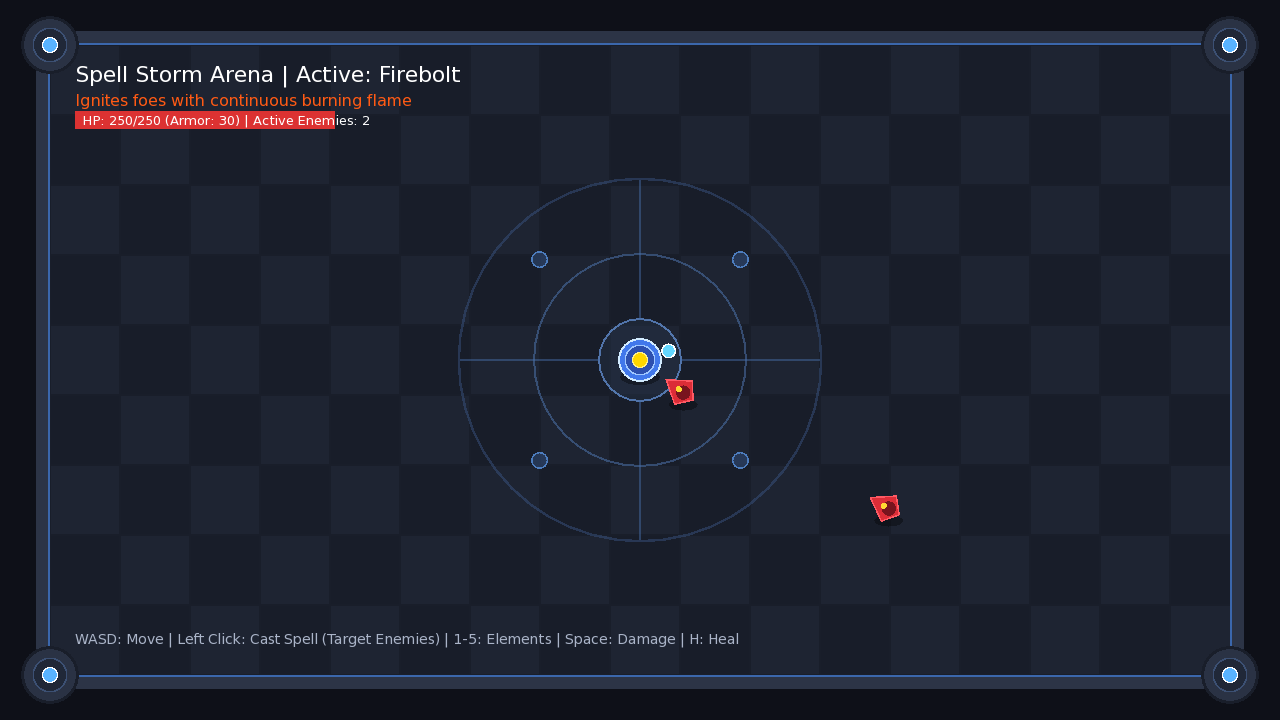 Spell Storm Arena | Active: Firebolt
Ignites foes with continuous burning flame
HP: 250/250 (Armor: 30) | Active Enemies: 2
WASD: Move | Left Click: Cast Spell (Target Enemies) | 1-5: Elements | Space: Damage | H: Heal